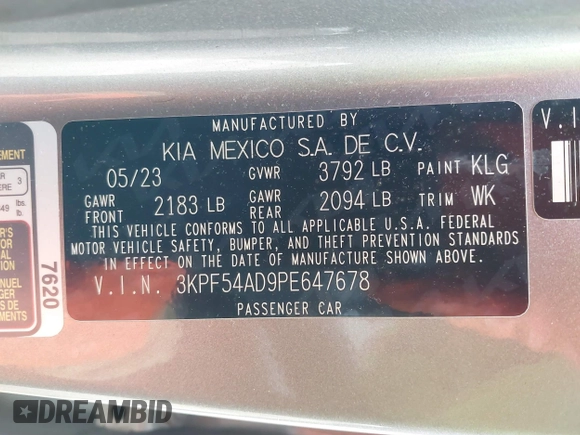 MANUFACTURED BY
KIA MEXICO S.A. DE C.V.
05/23 GVWR 3792 LB PAINT KLG
GAWR FRONT 2183 LB GAWR REAR 2094 LB TRIM WK
THIS VEHICLE CONFORMS TO ALL APPLICABLE U.S.A. FEDERAL
MOTOR VEHICLE SAFETY, BUMPER, AND THEFT PREVENTION STANDARDS
IN EFFECT ON THE DATE OF MANUFACTURE SHOWN ABOVE.
V.I.N. 3KPF54AD9PE647678
PASSENGER CAR
7620
DREAMBID